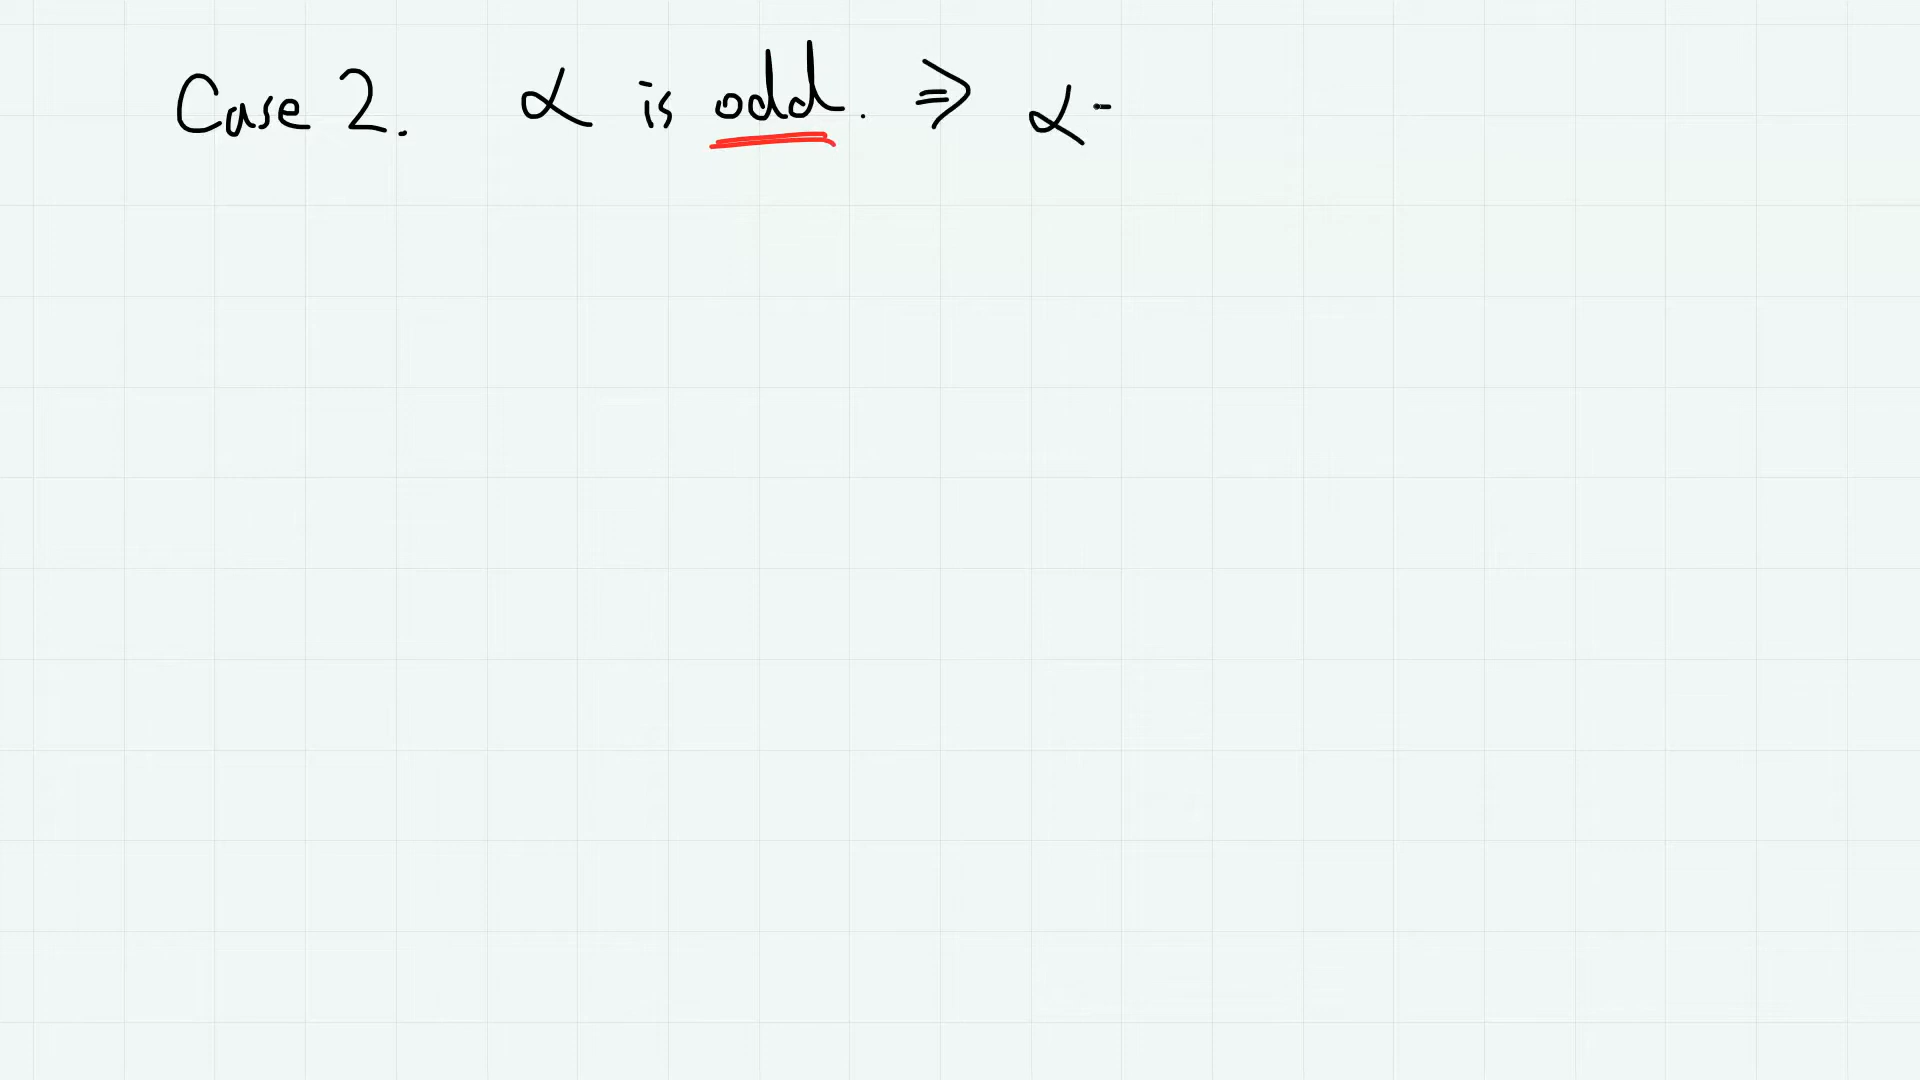 Case 2. α is odd. ⇒ α -